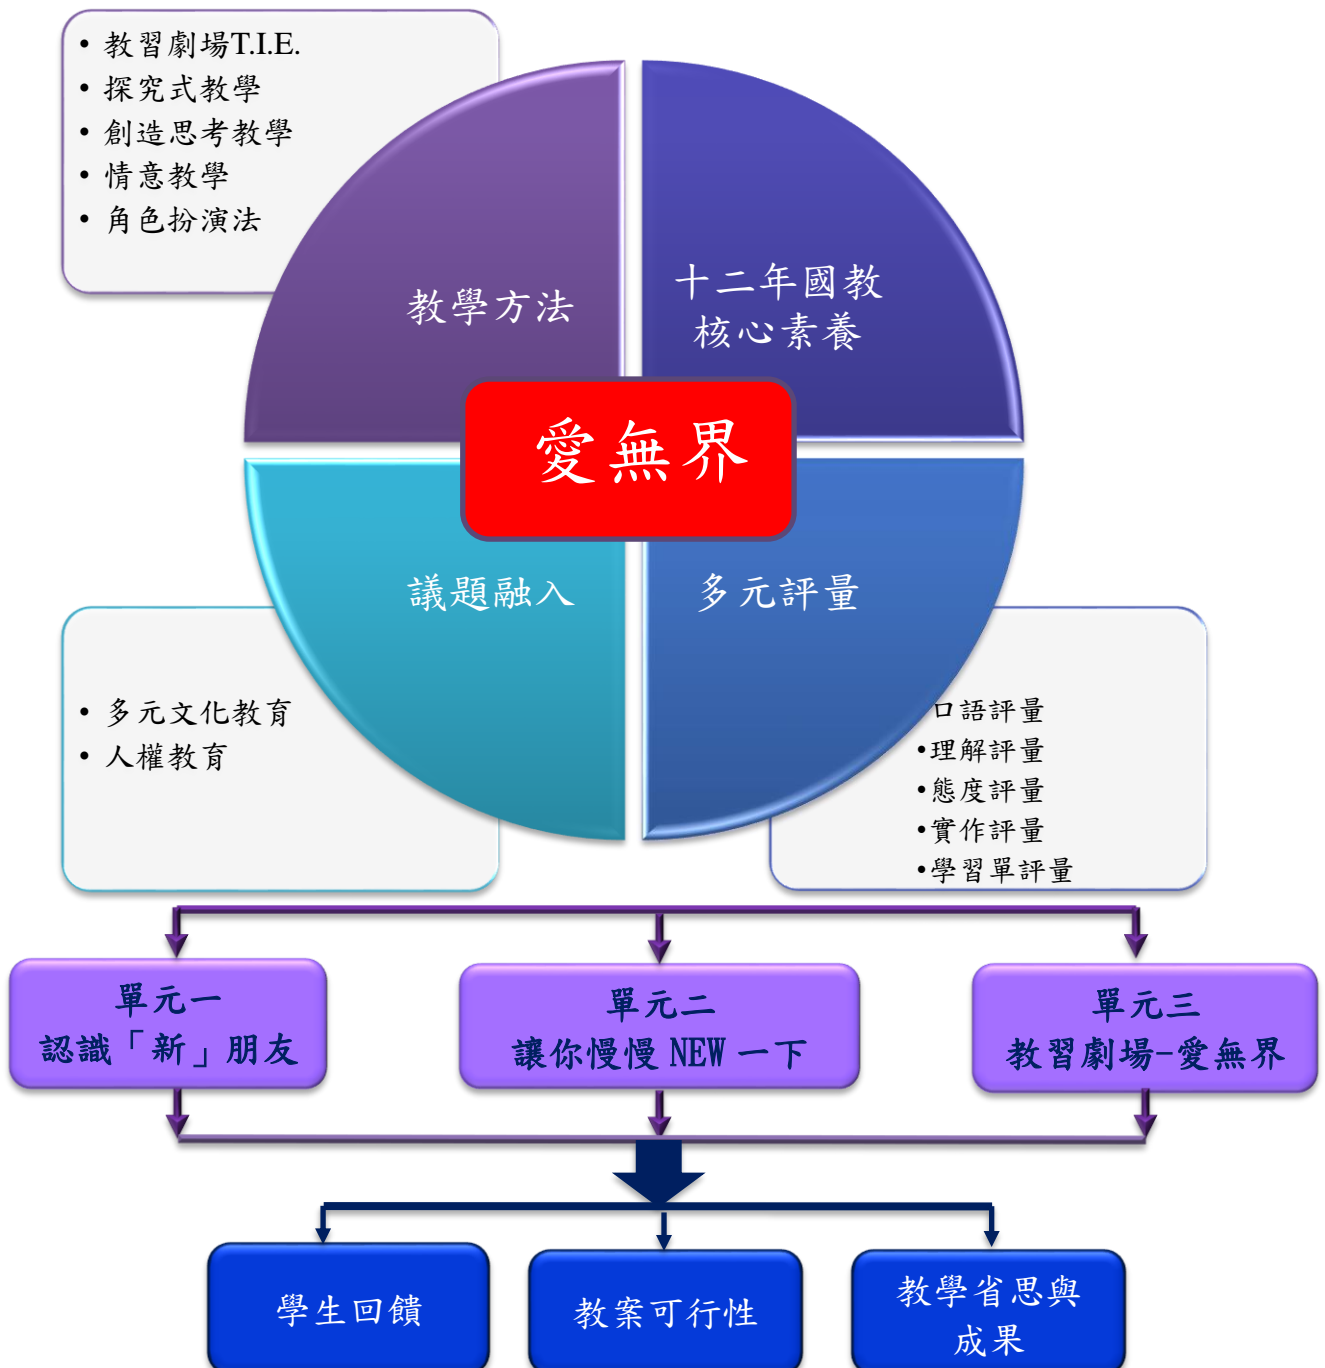 • 教習劇場T.I.E.
• 探究式教學
• 創造思考教學
• 情意教學
• 角色扮演法
教學方法
十二年國教
核心素養
愛無界
議題融入
多元評量
• 多元文化教育
• 人權教育
口語評量
•理解評量
•態度評量
•實作評量
•學習單評量
單元一
認識「新」朋友
單元二
讓你慢慢 NEW 一下
單元三
教習劇場-愛無界
學生回饋
教案可行性
教學省思與
成果